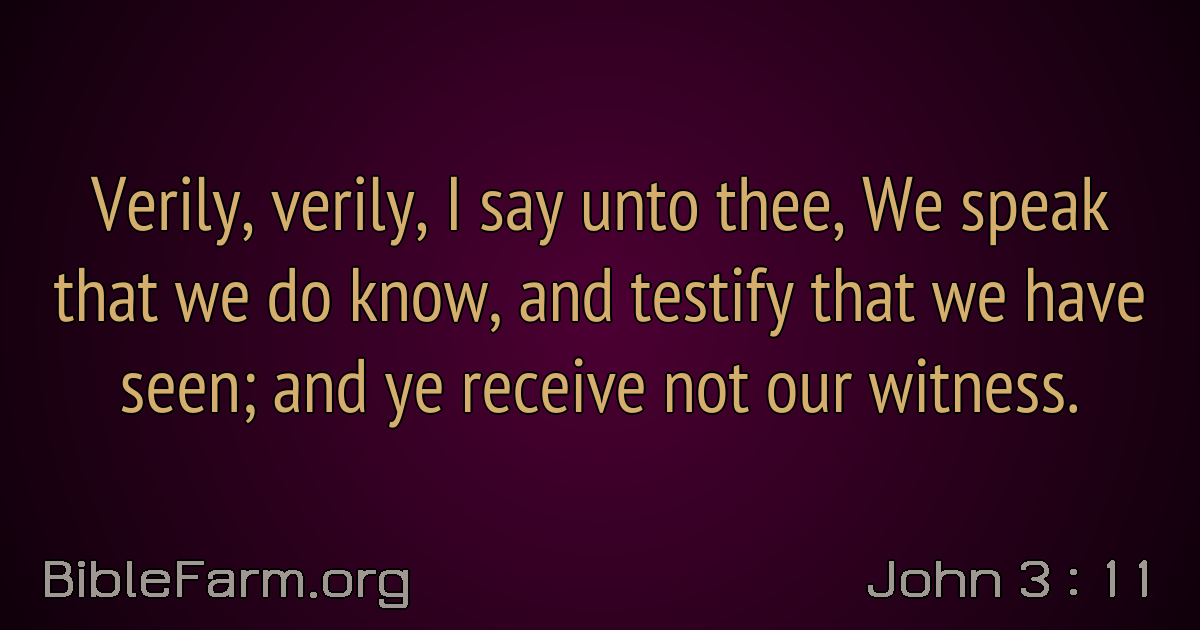 Verily, verily, I say unto thee, We speak
that we do know, and testify that we have
seen; and ye receive not our witness.
BibleFarm.org
John 3 : 11